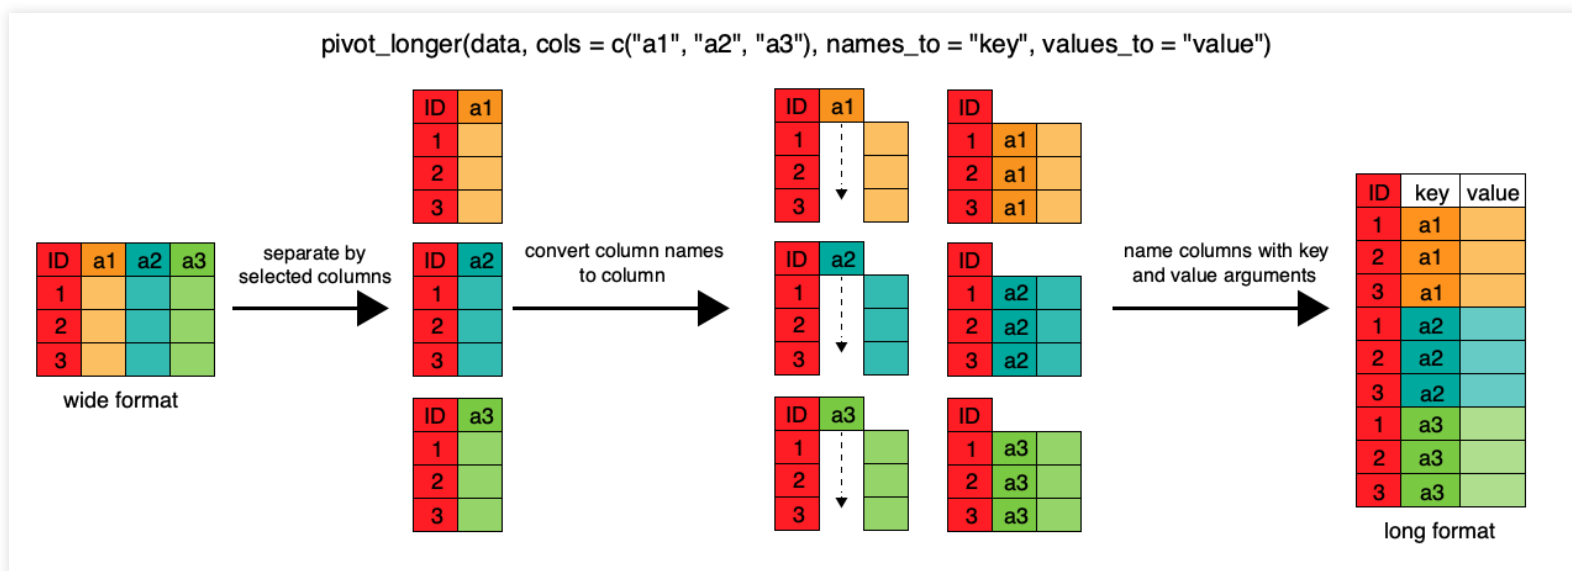 pivot_longer(data, cols = c("a1", "a2", "a3"), names_to = "key", values_to = "value")
ID a1 a2 a3
1
2
3
wide format
separate by
selected columns
ID a1
1
2
3
ID a2
1
2
3
ID a3
1
2
3
convert column names
to column
ID a1
1
2
3
ID a2
1
2
3
ID a3
1
2
3
ID
1 a1
2 a1
3 a1
ID
1 a2
2 a2
3 a2
ID
1 a3
2 a3
3 a3
name columns with key
and value arguments
ID key value
1 a1
2 a1
3 a1
1 a2
2 a2
3 a2
1 a3
2 a3
3 a3
long format